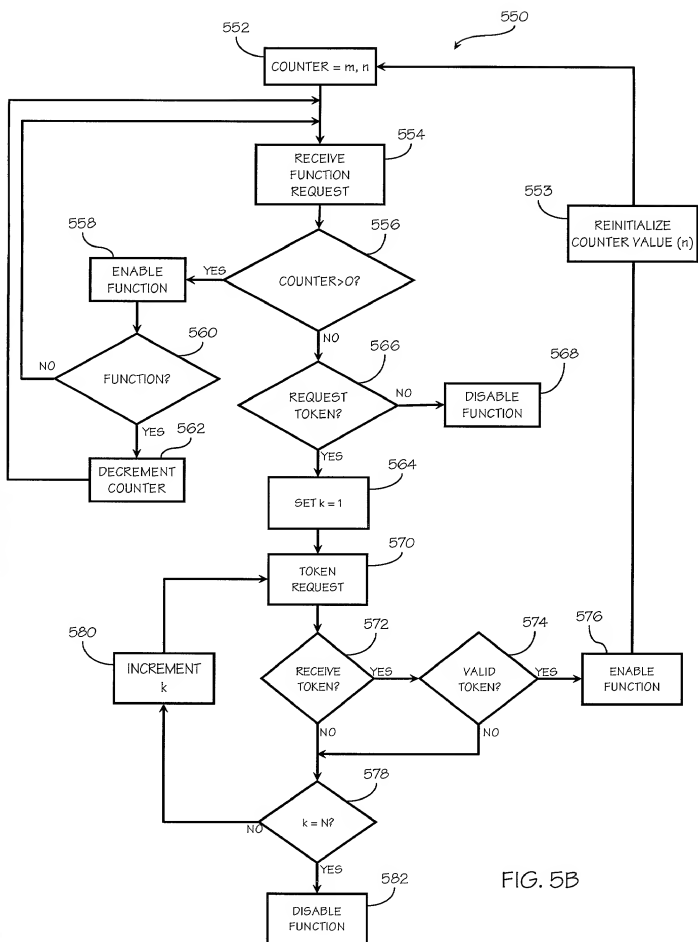 550
552
COUNTER = m, n
554
RECEIVE
FUNCTION
REQUEST
553
REINITIALIZE
COUNTER VALUE (n)
556
COUNTER>0?
YES
NO
558
ENABLE
FUNCTION
560
FUNCTION?
NO
YES
562
DECREMENT
COUNTER
566
REQUEST
TOKEN?
NO
YES
568
DISABLE
FUNCTION
564
SET k = 1
570
TOKEN
REQUEST
572
RECEIVE
TOKEN?
YES
NO
574
VALID
TOKEN?
YES
NO
576
ENABLE
FUNCTION
580
INCREMENT
k
578
k = N?
NO
YES
582
DISABLE
FUNCTION
FIG. 5B